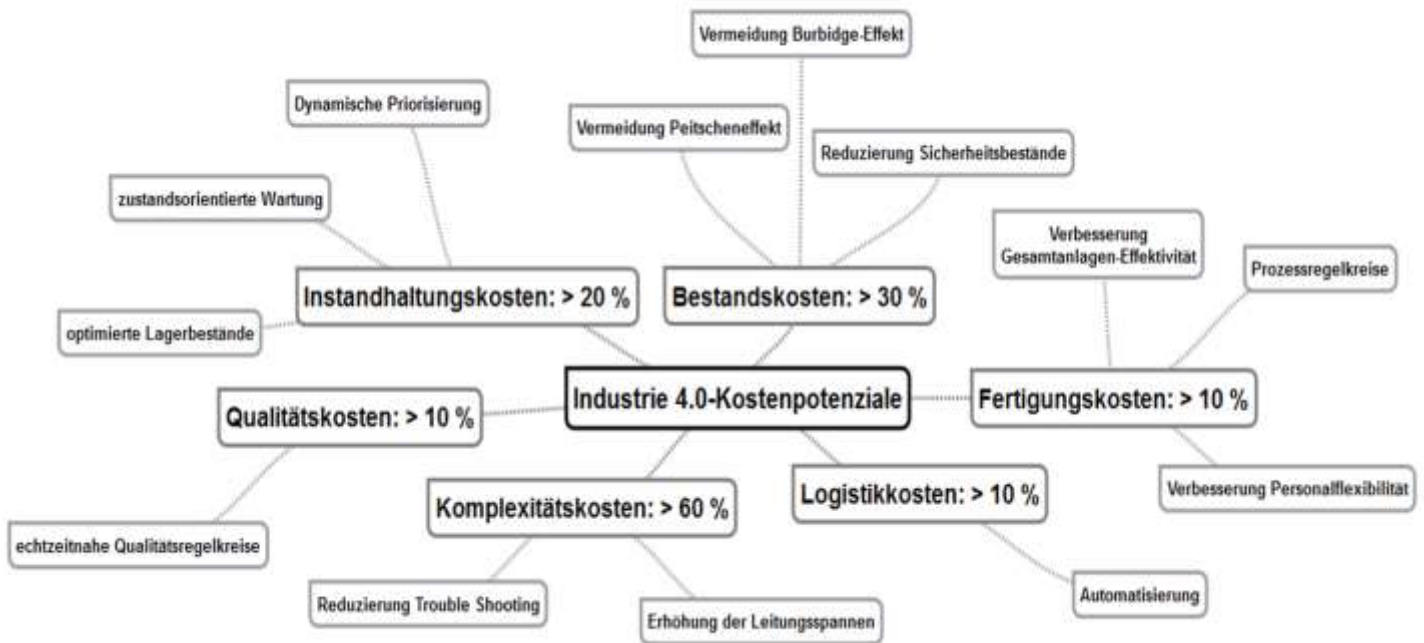 Vermeidung Burbidge-Effekt
Dynamische Priorisierung
Vermeidung Peitscheneffekt
Reduzierung Sicherheitsbestände
zustandsorientierte Wartung
Verbesserung
Gesamtanlagen-Effektivität
Prozessregelkreise
Instandhaltungskosten: > 20 %
Bestandskosten: > 30 %
optimierte Lagerbestände
Industrie 4.0-Kostenpotenziale
Fertigungskosten: > 10 %
Qualitätskosten: > 10 %
Logistikkosten: > 10 %
Verbesserung Personalflexibilität
Komplexitätskosten: > 60 %
echtzeitnahe Qualitätsregelkreise
Automatisierung
Reduzierung Trouble Shooting
Erhöhung der Leitungsspannen